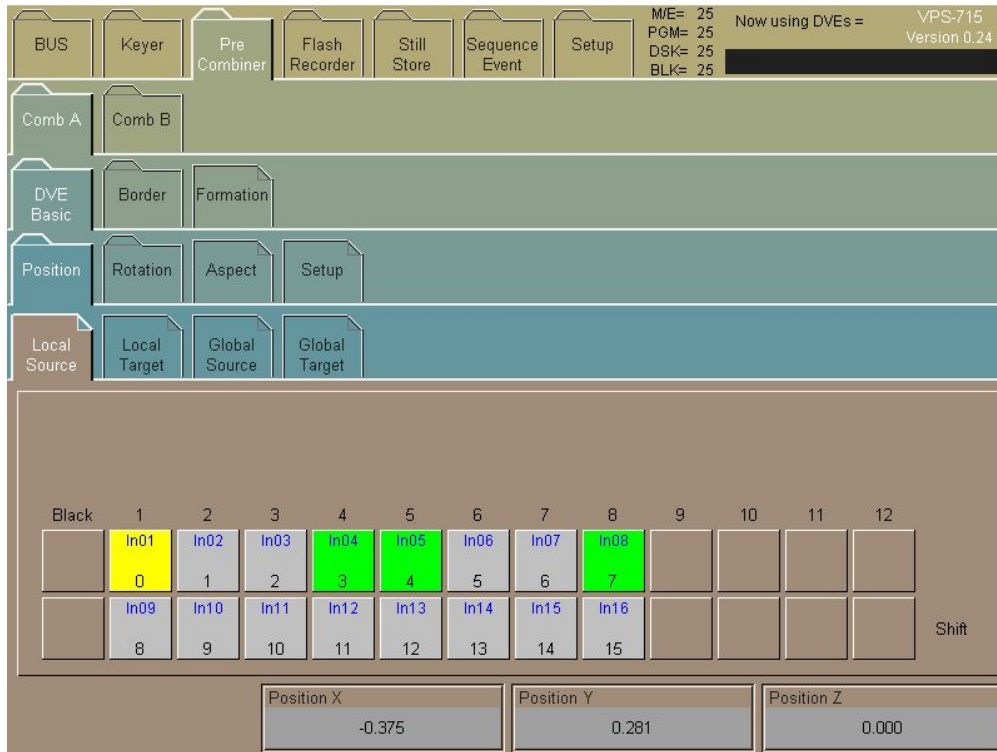 BUS Keyer Pre Combiner Flash Recorder Still Store Sequence Event Setup
M/E= 25
PGM= 25
DSK= 25
BLK= 25
Now using DVEs =
VPS-715
Version 0.24
Comb A Comb B
DVE Basic Border Formation
Position Rotation Aspect Setup
Local Source Local Target Global Source Global Target
Black 1 2 3 4 5 6 7 8 9 10 11 12
In01 In02 In03 In04 In05 In06 In07 In08
0 1 2 3 4 5 6 7
In09 In10 In11 In12 In13 In14 In15 In16
8 9 10 11 12 13 14 15
Shift
Position X Position Y Position Z
-0.375 0.281 0.000